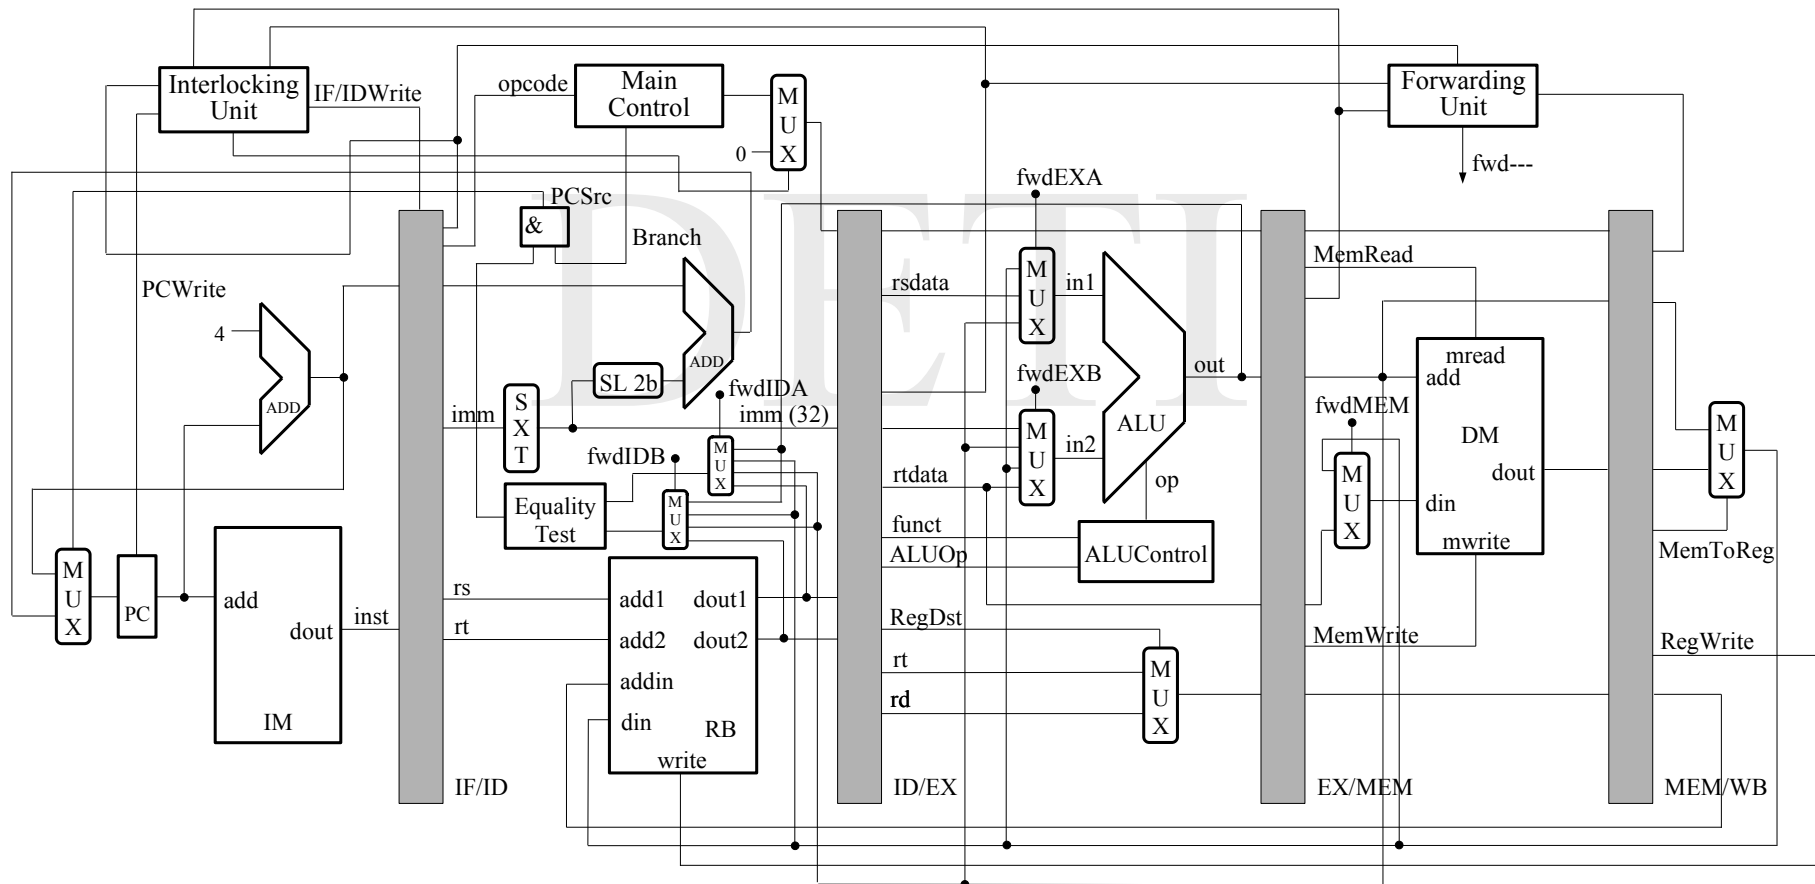 Interlocking
Unit
IF/IDWrite
opcode
Main
Control
M
U
X
0
Forwarding
Unit
fwd---
fwdEXA
PCSrc
&
Branch
DETI
PCWrite
4
ADD
ADD
SL 2b
S
X
T
imm
imm (32)
fwdIDA
M
U
X
fwdIDB
M
U
X
Equality
Test
rsdata
M
U
X
in1
fwdEXB
M
U
X
in2
ALU
out
op
rtdata
funct
ALUOp
ALUControl
MemRead
mread
add
DM
dout
din
mwrite
fwdMEM
M
U
X
M
U
X
MemToReg
M
U
X
PC
add
dout
IM
inst
rs
rt
add1
dout1
add2
dout2
addin
din
RB
write
RegDst
rt
rd
M
U
X
MemWrite
RegWrite
IF/ID
ID/EX
EX/MEM
MEM/WB